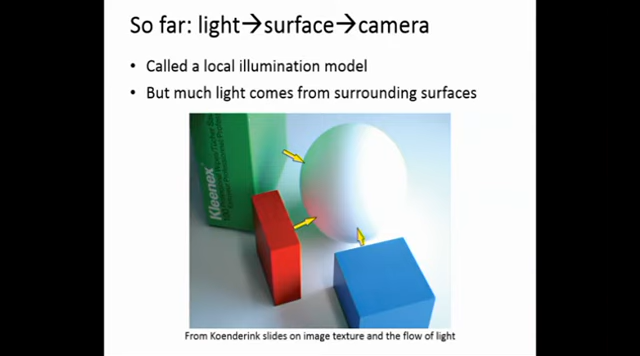 So far: light→surface→camera
• Called a local illumination model
• But much light comes from surrounding surfaces
Kleenex
From Koenderink slides on image texture and the flow of light